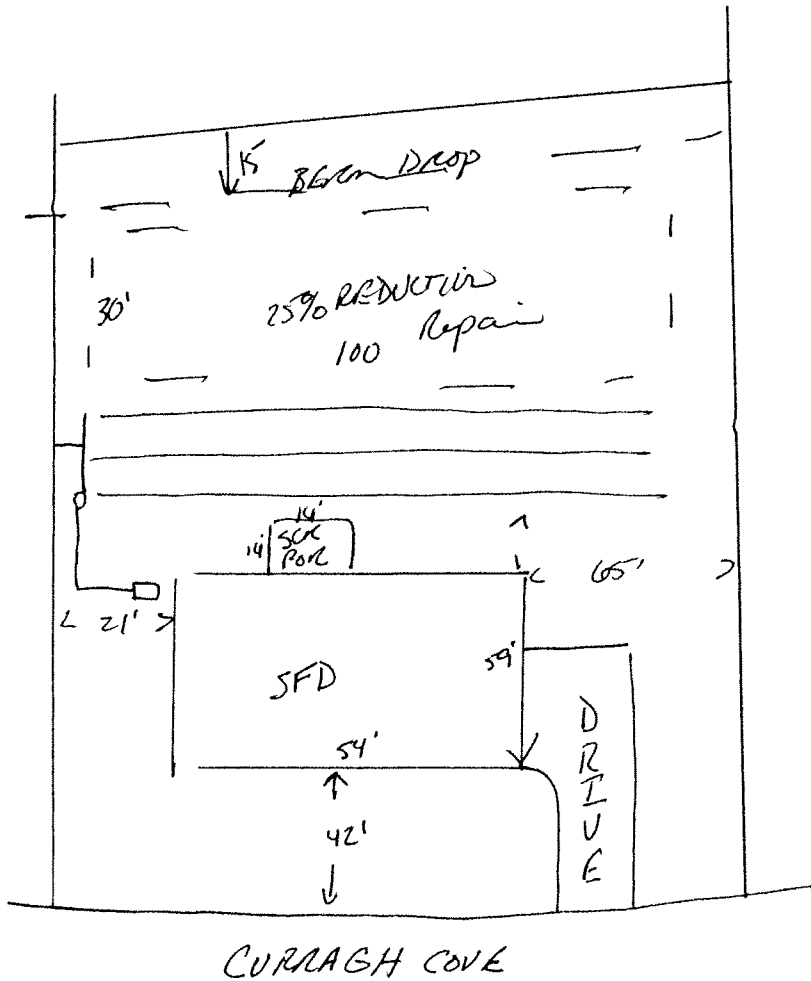 15'
BERM DROP
30'
25% REDUCTION
100 Repair
14'
14'
SCR
POR
65'
21'
59'
SFD
54'
DRIVE
42'
CURRAGH COVE